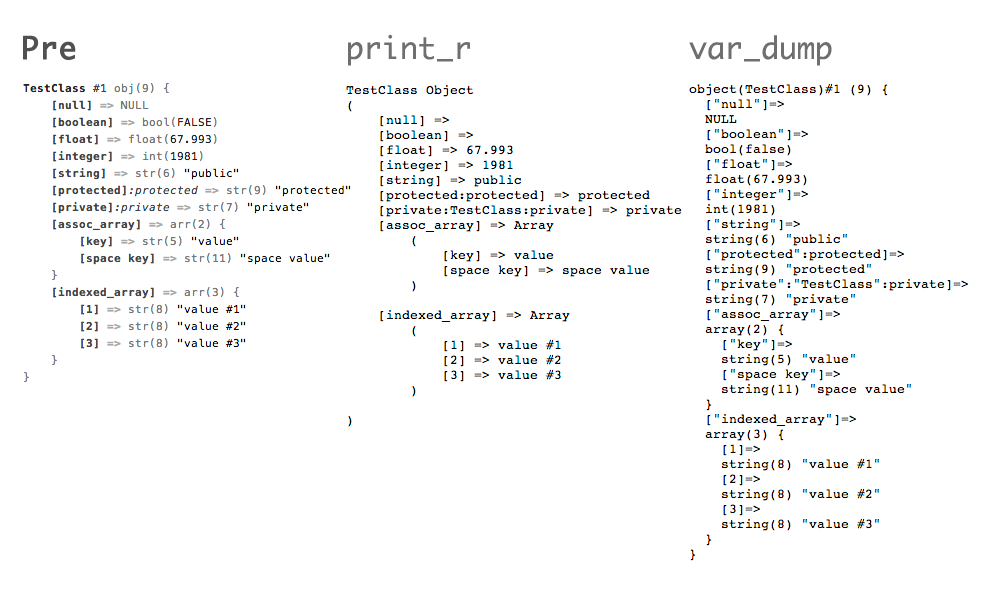 Pre
TestClass #1 obj(9) {
    [null] => NULL
    [boolean] => bool(FALSE)
    [float] => float(67.993)
    [integer] => int(1981)
    [string] => str(6) "public"
    [protected]:protected => str(9) "protected"
    [private]:private => str(7) "private"
    [assoc_array] => arr(2) {
        [key] => str(5) "value"
        [space key] => str(11) "space value"
    }
    [indexed_array] => arr(3) {
        [1] => str(8) "value #1"
        [2] => str(8) "value #2"
        [3] => str(8) "value #3"
    }
}
print_r
TestClass Object
(
    [null] =>
    [boolean] =>
    [float] => 67.993
    [integer] => 1981
    [string] => public
    [protected:protected] => protected
    [private:TestClass:private] => private
    [assoc_array] => Array
        (
            [key] => value
            [space key] => space value
        )
    [indexed_array] => Array
        (
            [1] => value #1
            [2] => value #2
            [3] => value #3
        )
)
var_dump
object(TestClass)#1 (9) {
  ["null"]=>
  NULL
  ["boolean"]=>
  bool(false)
  ["float"]=>
  float(67.993)
  ["integer"]=>
  int(1981)
  ["string"]=>
  string(6) "public"
  ["protected":protected]=>
  string(9) "protected"
  ["private":"TestClass":private]=>
  string(7) "private"
  ["assoc_array"]=>
  array(2) {
    ["key"]=>
    string(5) "value"
    ["space key"]=>
    string(11) "space value"
  }
  ["indexed_array"]=>
  array(3) {
    [1]=>
    string(8) "value #1"
    [2]=>
    string(8) "value #2"
    [3]=>
    string(8) "value #3"
  }
}